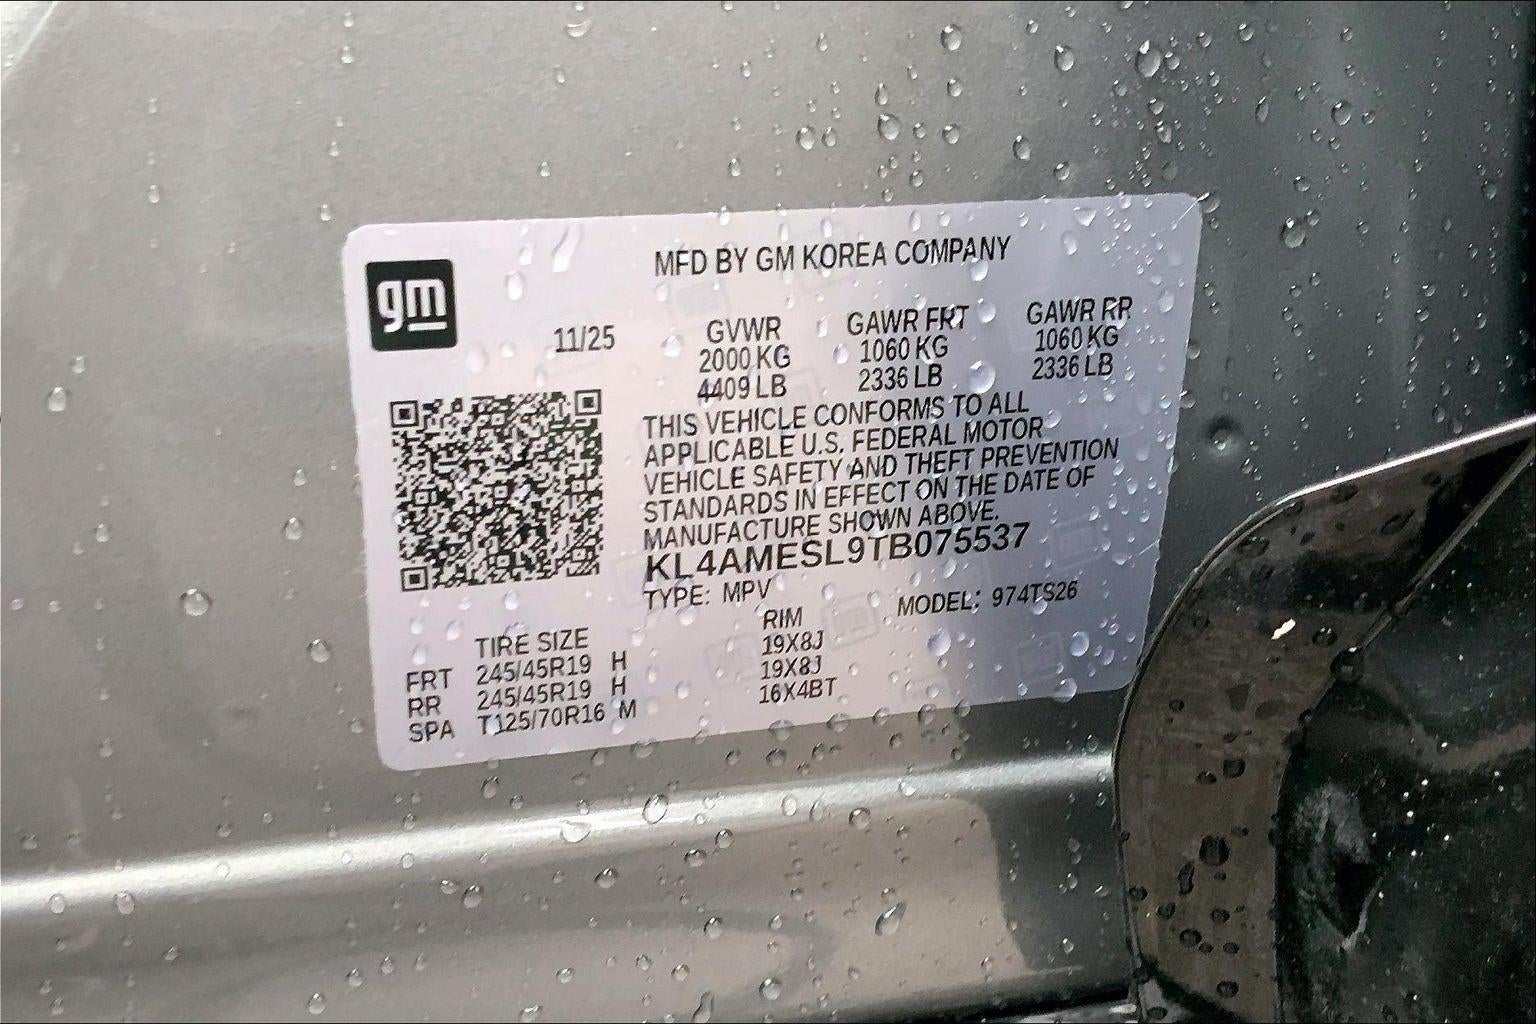 MFD BY GM KOREA COMPANY
gm
11/25
GVWR GAWR FRT GAWR RR
2000 KG 1060 KG 1060 KG
4409 LB 2336 LB 2336 LB
THIS VEHICLE CONFORMS TO ALL
APPLICABLE U.S. FEDERAL MOTOR
VEHICLE SAFETY AND THEFT PREVENTION
STANDARDS IN EFFECT ON THE DATE OF
MANUFACTURE SHOWN ABOVE.
KL4AMESL9TB075537
TYPE: MPV MODEL: 974TS26
TIRE SIZE RIM
FRT 245/45R19 H 19X8J
RR 245/45R19 H 19X8J
SPA T125/70R16 M 16X4BT